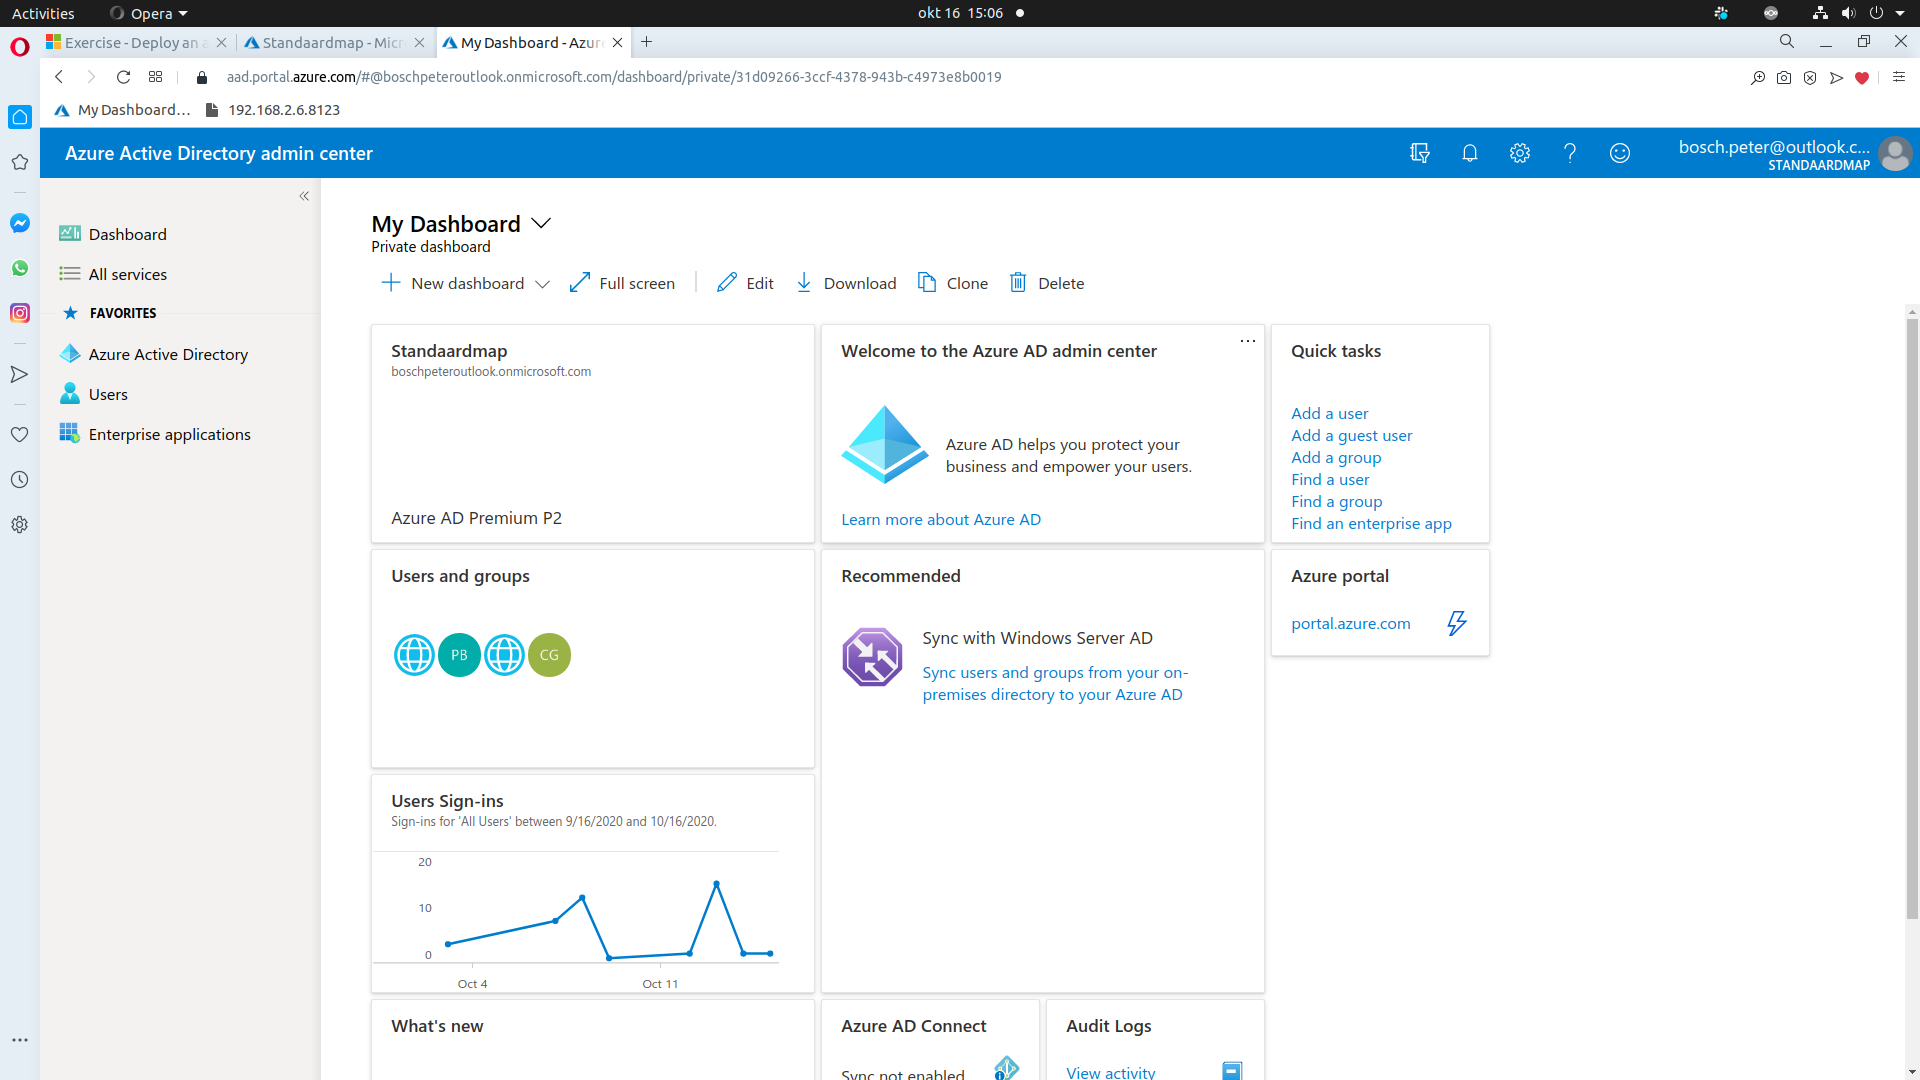 Activities
Opera
okt 16 15:06
Exercise - Deploy an a
Standaardmap - Micr
My Dashboard - Azur
aad.portal.azure.com/#@boschpeteroutlook.onmicrosoft.com/dashboard/private/31d09266-3ccf-4378-943b-c4973e8b0019
My Dashboard...
192.168.2.6.8123
Azure Active Directory admin center
bosch.peter@outlook.c...
STANDAARDMAP
Dashboard
All services
FAVORITES
Azure Active Directory
Users
Enterprise applications
My Dashboard
Private dashboard
New dashboard
Full screen
Edit
Download
Clone
Delete
Standaardmap
boschpeteroutlook.onmicrosoft.com
Azure AD Premium P2
Welcome to the Azure AD admin center
Azure AD helps you protect your
business and empower your users.
Learn more about Azure AD
Quick tasks
Add a user
Add a guest user
Add a group
Find a user
Find a group
Find an enterprise app
Users and groups
PB
CG
Recommended
Sync with Windows Server AD
Sync users and groups from your on-
premises directory to your Azure AD
Azure portal
portal.azure.com
Users Sign-ins
Sign-ins for 'All Users' between 9/16/2020 and 10/16/2020.
20
10
0
Oct 4
Oct 11
What's new
Azure AD Connect
Sync not enabled
Audit Logs
View activity